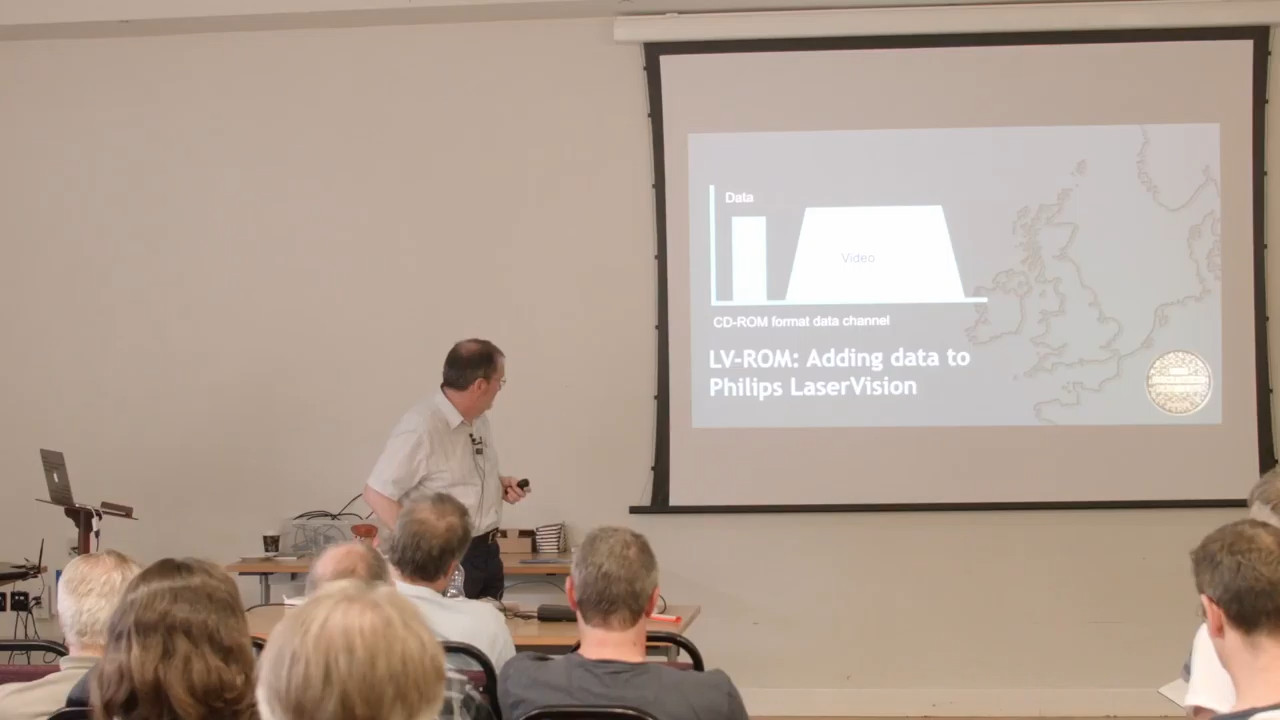 Data
Video
CD-ROM format data channel
LV-ROM: Adding data to
Philips LaserVision